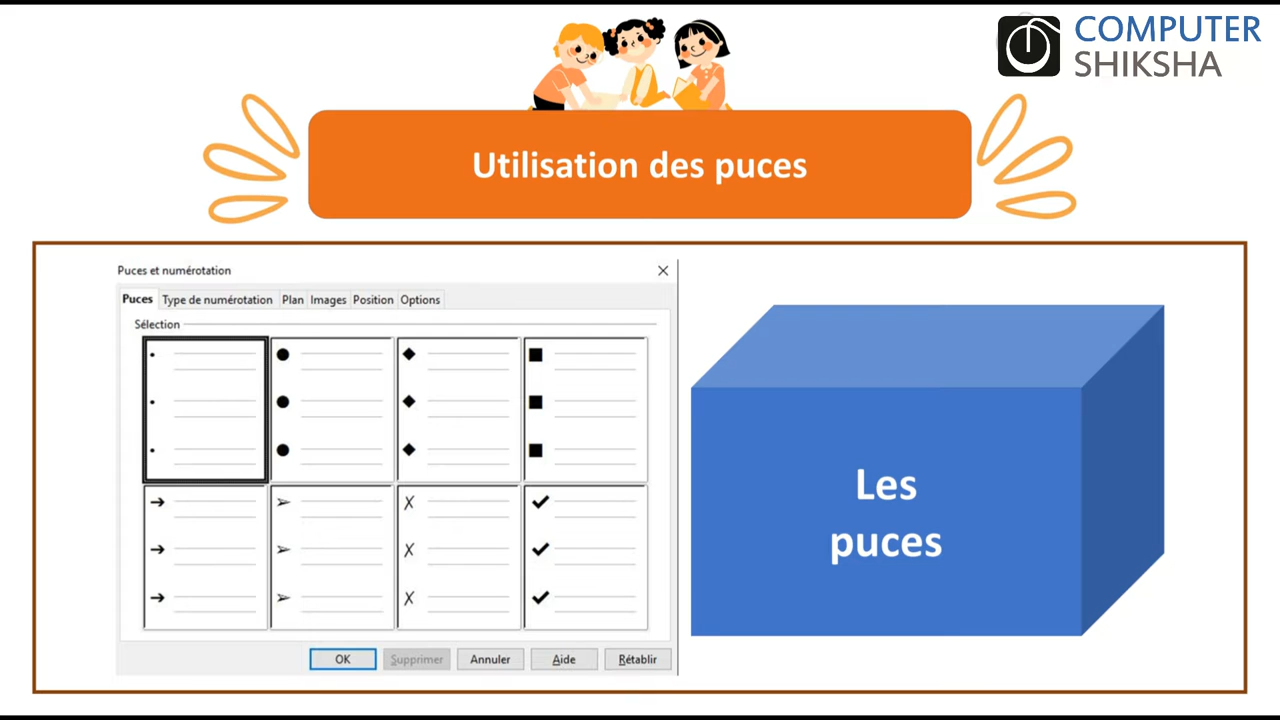 COMPUTER
SHIKSHA
Utilisation des puces
Puces et numérotation
Puces Type de numérotation Plan Images Position Options
Sélection
OK Supprimer Annuler Aide Rétablir
Les
puces